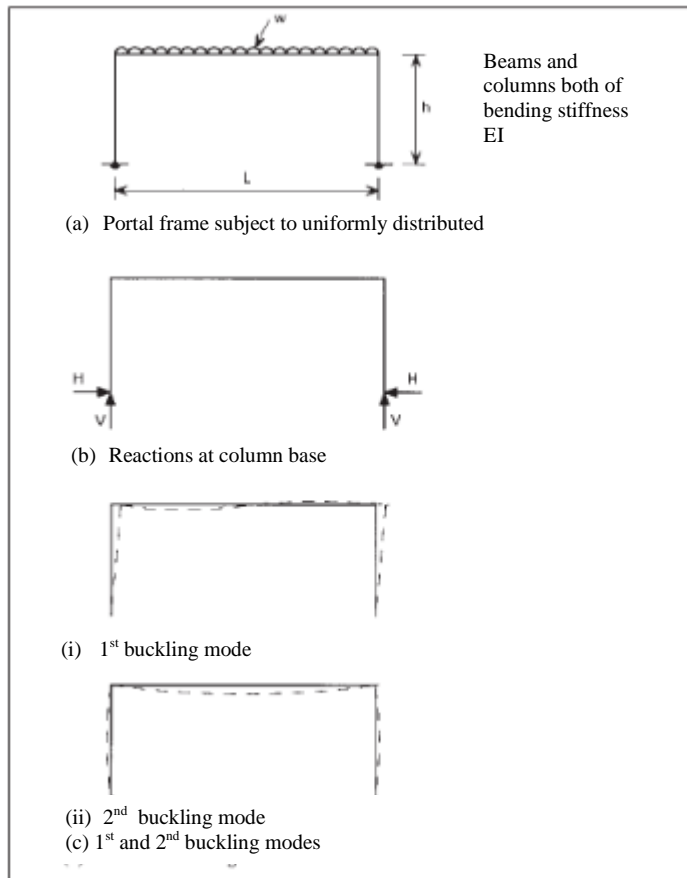 w
Beams and
columns both of
bending stiffness
EI
h
L
(a) Portal frame subject to uniformly distributed
H H
V V
(b) Reactions at column base
(i) 1st buckling mode
(ii) 2nd buckling mode
(c) 1st and 2nd buckling modes